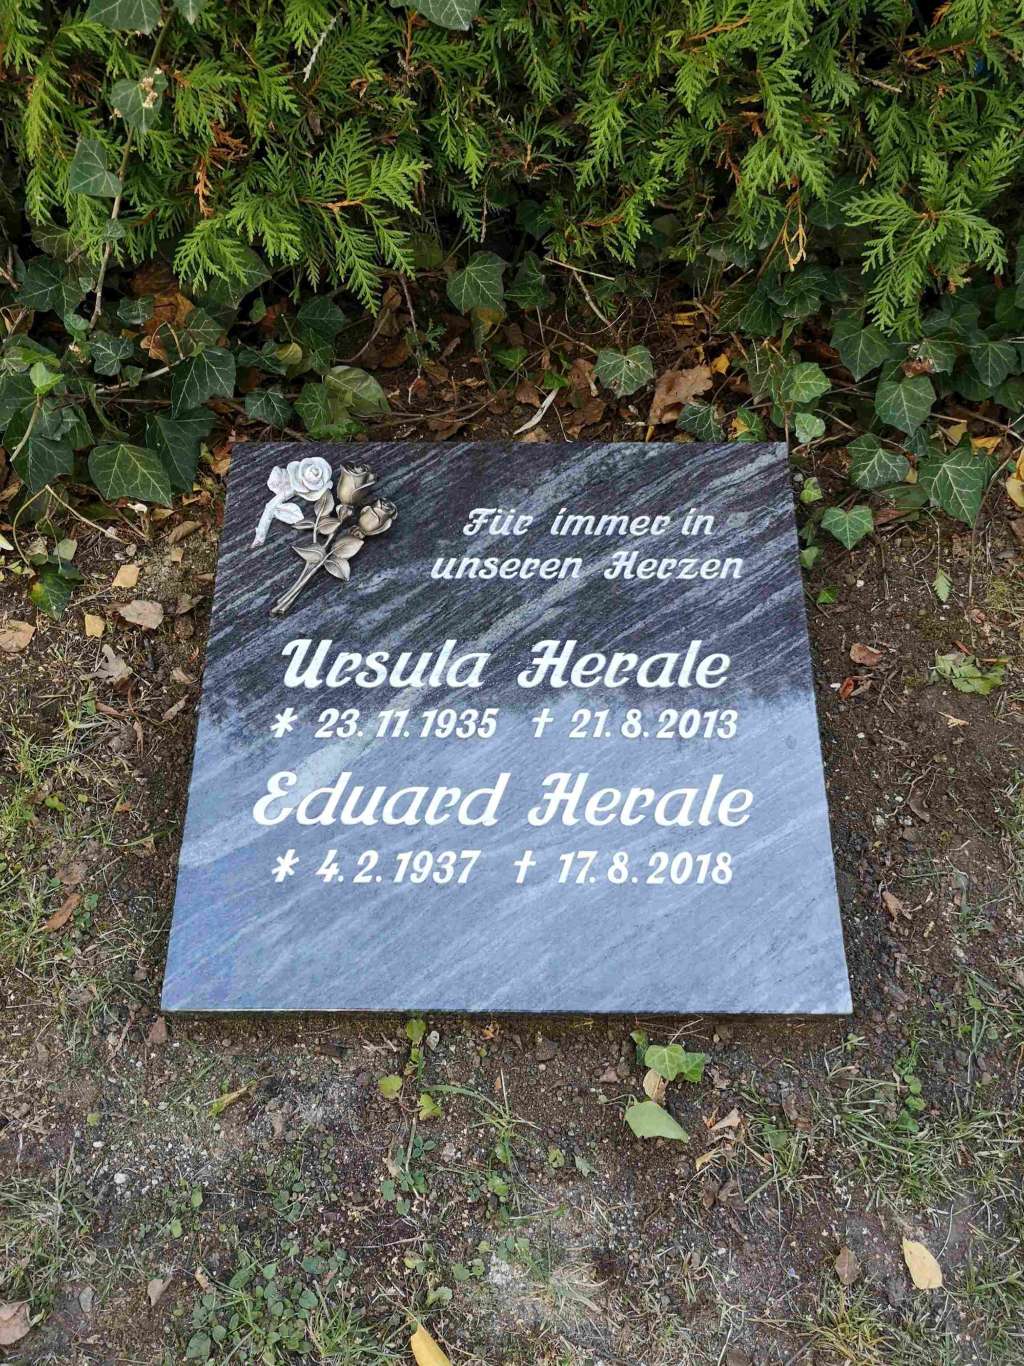 Für immer in
unseren Herzen
Ursula Herale
* 23. 11. 1935 † 21. 8. 2013
Eduard Herale
* 4. 2. 1937 † 17. 8. 2018